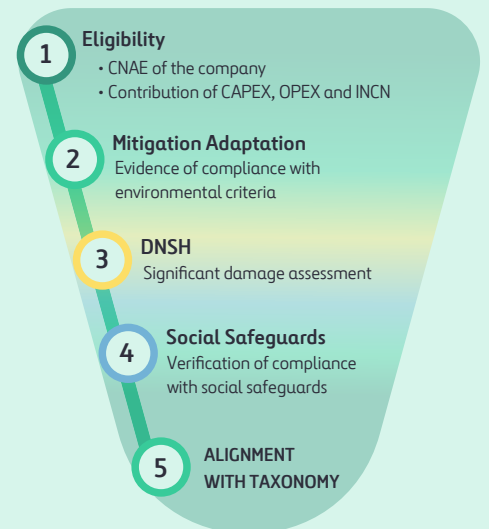 1
Eligibility
• CNAE of the company
• Contribution of CAPEX, OPEX and INCN
2
Mitigation Adaptation
Evidence of compliance with
environmental criteria
3
DNSH
Significant damage assessment
4
Social Safeguards
Verification of compliance
with social safeguards
5
ALIGNMENT
WITH TAXONOMY